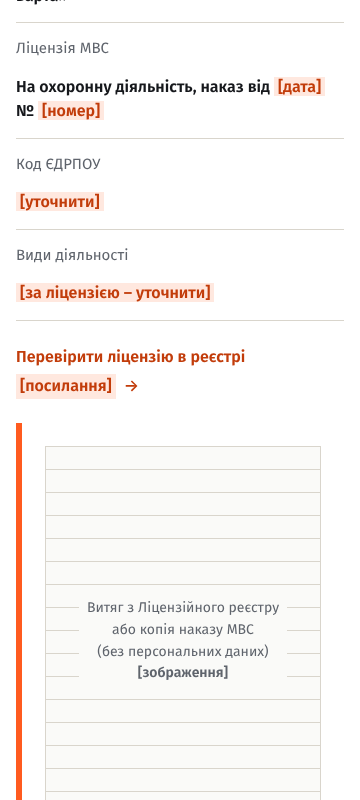 Ліцензія МВС
На охоронну діяльність, наказ від [дата]
№ [номер]
Код ЄДРПОУ
[уточнити]
Види діяльності
[за ліцензією – уточнити]
Перевірити ліцензію в реєстрі
[посилання] →
Витяг з Ліцензійного реєстру
або копія наказу МВС
(без персональних даних)
[зображення]